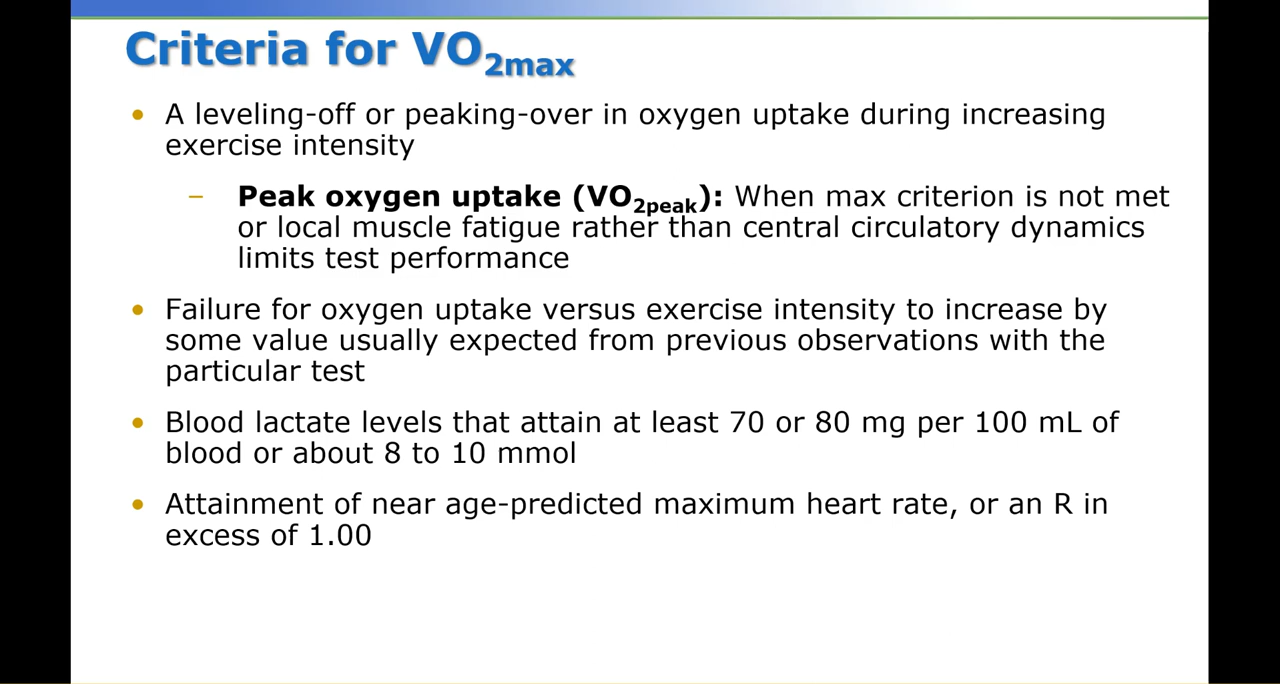 Criteria for VO2max
• A leveling-off or peaking-over in oxygen uptake during increasing
exercise intensity
– Peak oxygen uptake (VO2peak): When max criterion is not met
or local muscle fatigue rather than central circulatory dynamics
limits test performance
• Failure for oxygen uptake versus exercise intensity to increase by
some value usually expected from previous observations with the
particular test
• Blood lactate levels that attain at least 70 or 80 mg per 100 mL of
blood or about 8 to 10 mmol
• Attainment of near age-predicted maximum heart rate, or an R in
excess of 1.00